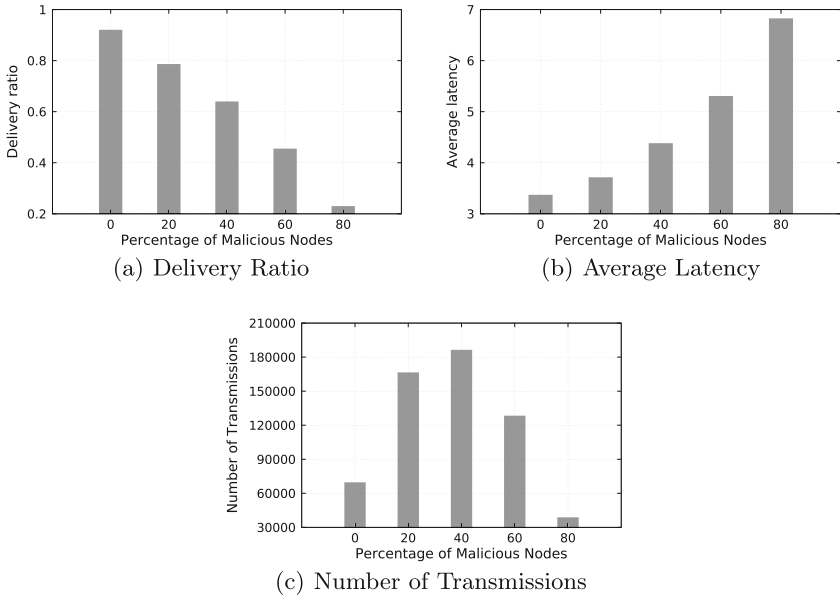 1
0.8
0.6
0.4
0.2
Delivery ratio
0 20 40 60 80
Percentage of Malicious Nodes
(a) Delivery Ratio
7
6
5
4
3
Average latency
0 20 40 60 80
Percentage of Malicious Nodes
(b) Average Latency
210000
180000
150000
120000
90000
60000
30000
Number of Transmissions
0 20 40 60 80
Percentage of Malicious Nodes
(c) Number of Transmissions